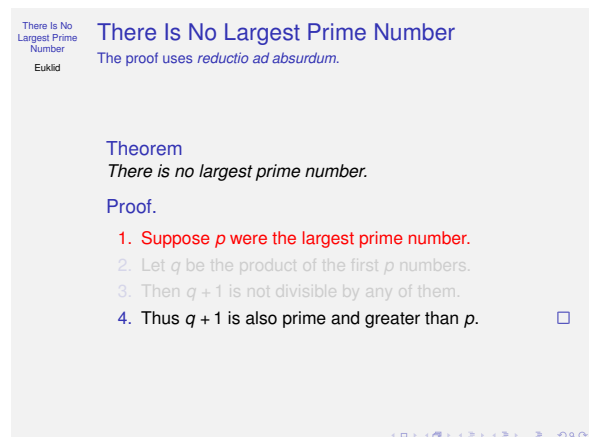 There Is No
Largest Prime
Number
Euklid
There Is No Largest Prime Number
The proof uses reductio ad absurdum.
Theorem
There is no largest prime number.
Proof.
1. Suppose p were the largest prime number.
2. Let q be the product of the first p numbers.
3. Then q + 1 is not divisible by any of them.
4. Thus q + 1 is also prime and greater than p. □